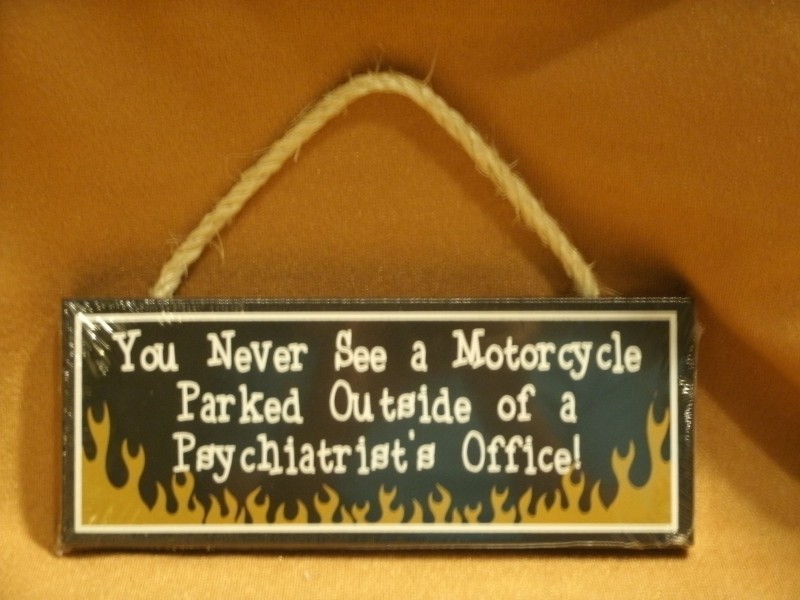 You Never See a Motorcycle
Parked Outside of a
Psychiatrist's Office!